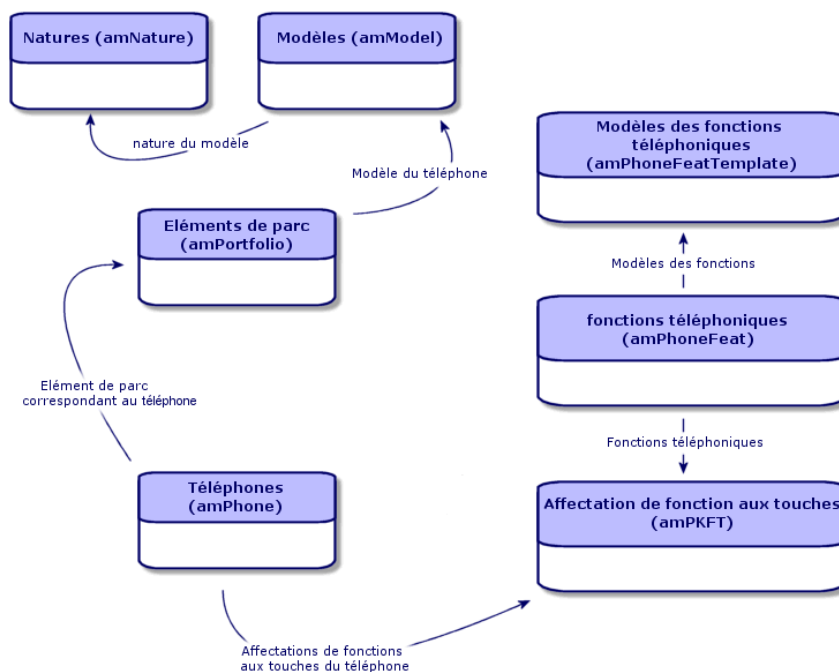 Natures (amNature)
Modèles (amModel)
nature du modèle
Modèle du téléphone
Eléments de parc
(amPortfolio)
Elément de parc
correspondant au téléphone
Téléphones
(amPhone)
Affectations de fonctions
aux touches du téléphone
Modèles des fonctions
téléphoniques
(amPhoneFeatTemplate)
Modèles des fonctions
fonctions téléphoniques
(amPhoneFeat)
Fonctions téléphoniques
Affectation de fonction aux touches
(amPKFT)